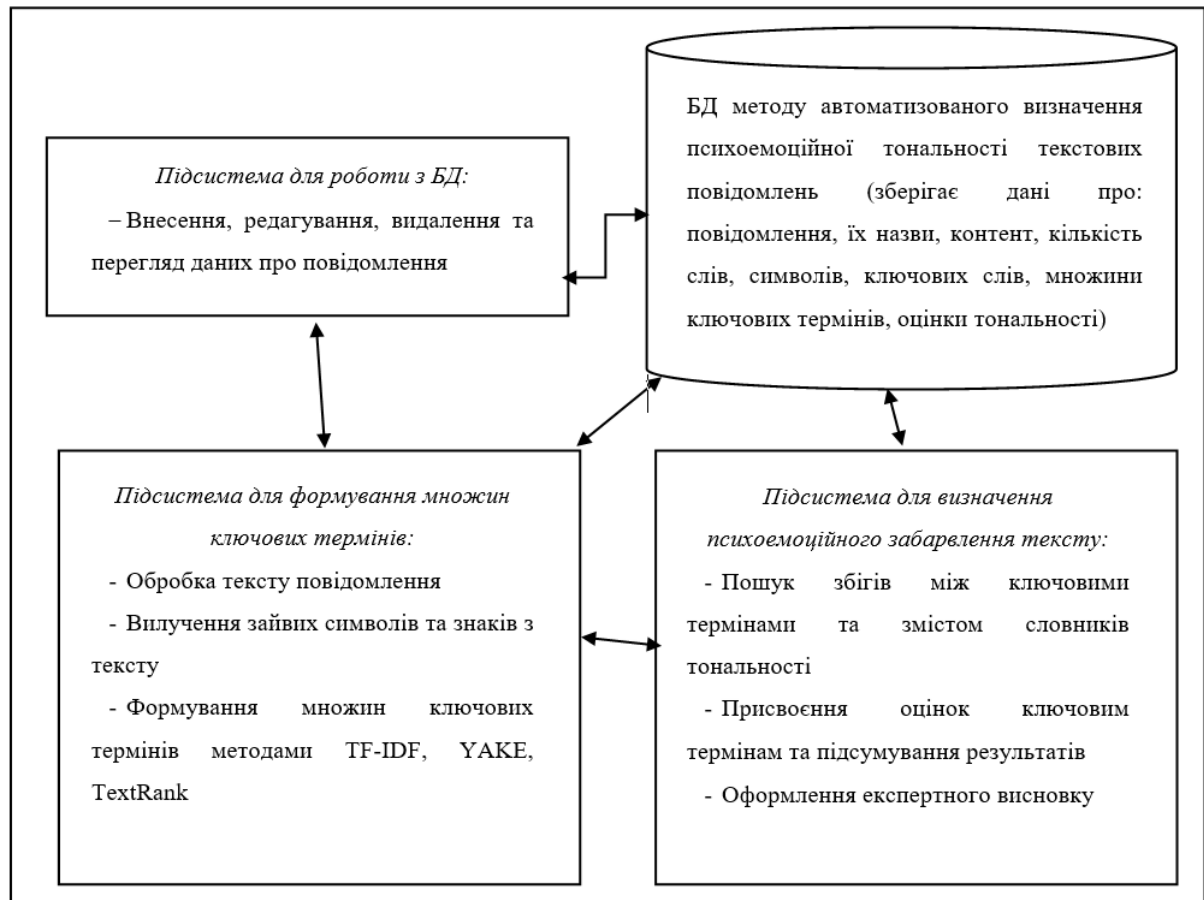 БД методу автоматизованого визначення
психоемоційної тональності текстових
повідомлень (зберігає дані про:
повідомлення, їх назви, контент, кількість
слів, символів, ключових слів, множини
ключових термінів, оцінки тональності)
Підсистема для роботи з БД:
– Внесення, редагування, видалення та
перегляд даних про повідомлення
Підсистема для формування множин
ключових термінів:
- Обробка тексту повідомлення
- Вилучення зайвих символів та знаків з
тексту
- Формування множин ключових
термінів методами TF-IDF, YAKE,
TextRank
Підсистема для визначення
психоемоційного забарвлення тексту:
- Пошук збігів між ключовими
термінами та змістом словників
тональності
- Присвоєння оцінок ключовим
термінам та підсумування результатів
- Оформлення експертного висновку